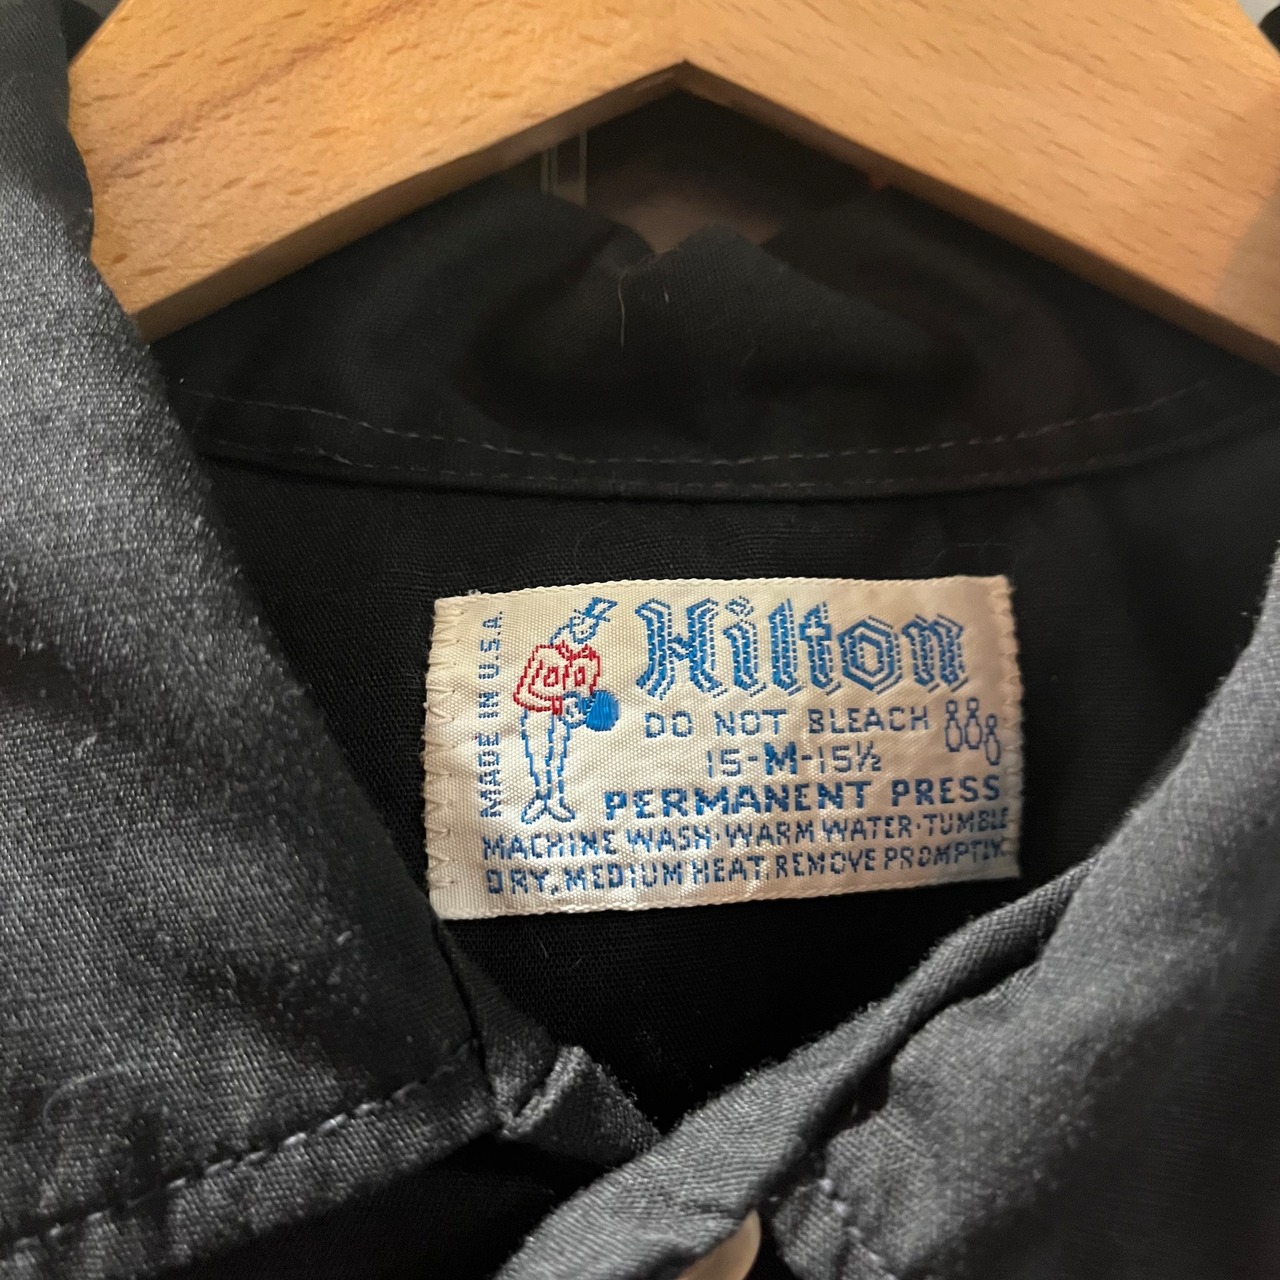 MADE IN U.S.A.
Hilton
DO NOT BLEACH
15-M-15½
PERMANENT PRESS
MACHINE WASH·WARM WATER·TUMBLE
DRY, MEDIUM HEAT, REMOVE PROMPTLY.